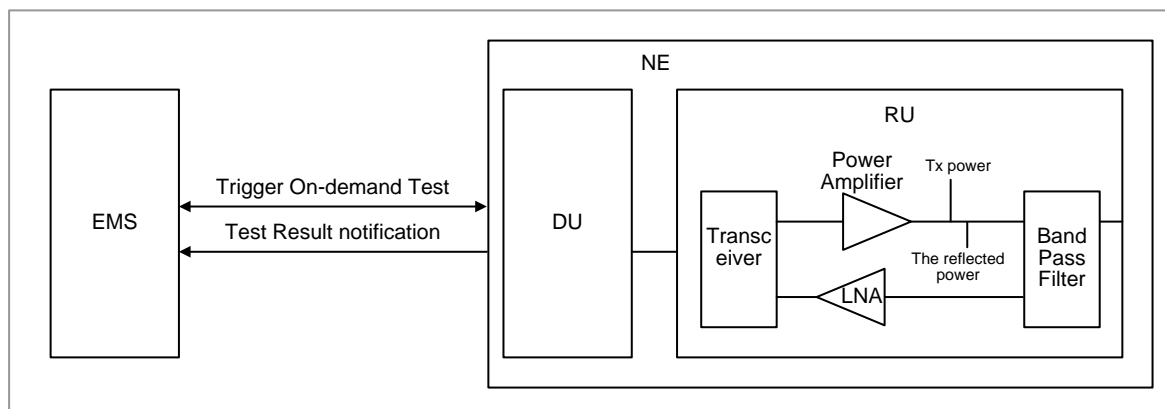 NE
RU
Power
Amplifier
Tx power
Trigger On-demand Test
EMS
Test Result notification
DU
Transc
eiver
The reflected
power
Band
Pass
Filter
LNA